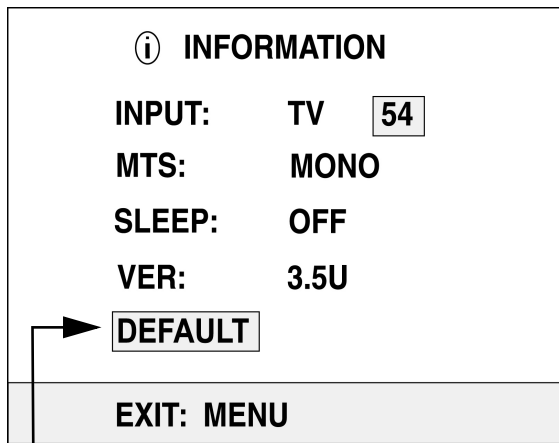 i INFORMATION
INPUT: TV 54
MTS: MONO
SLEEP: OFF
VER: 3.5U
DEFAULT
EXIT: MENU